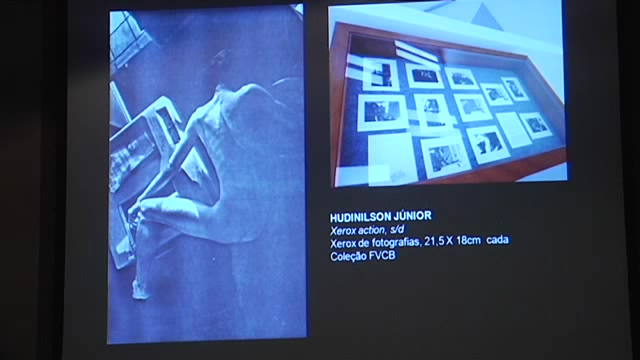 HUDINILSON JÚNIOR
Xerox action, s/d
Xerox de fotografias, 21,5 X 18cm cada
Coleção FVCB